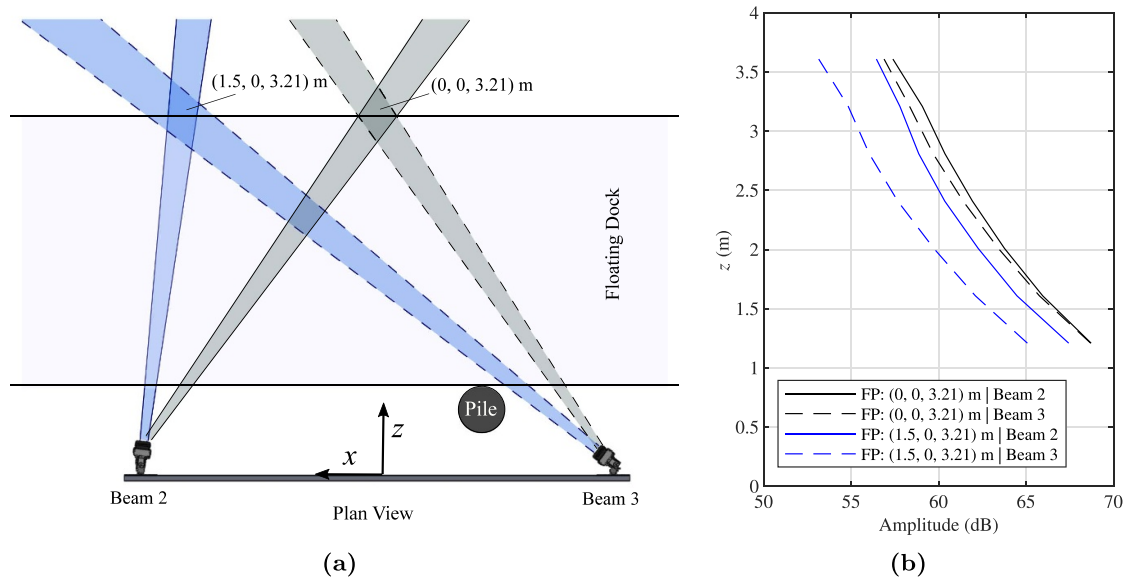 (1.5, 0, 3.21) m
(0, 0, 3.21) m
Floating Dock
Pile
z
x
Beam 2
Beam 3
Plan View
(a)
4
3.5
3
2.5
2
1.5
1
0.5
0
z (m)
FP: (0, 0, 3.21) m | Beam 2
FP: (0, 0, 3.21) m | Beam 3
FP: (1.5, 0, 3.21) m | Beam 2
FP: (1.5, 0, 3.21) m | Beam 3
50 55 60 65 70
Amplitude (dB)
(b)